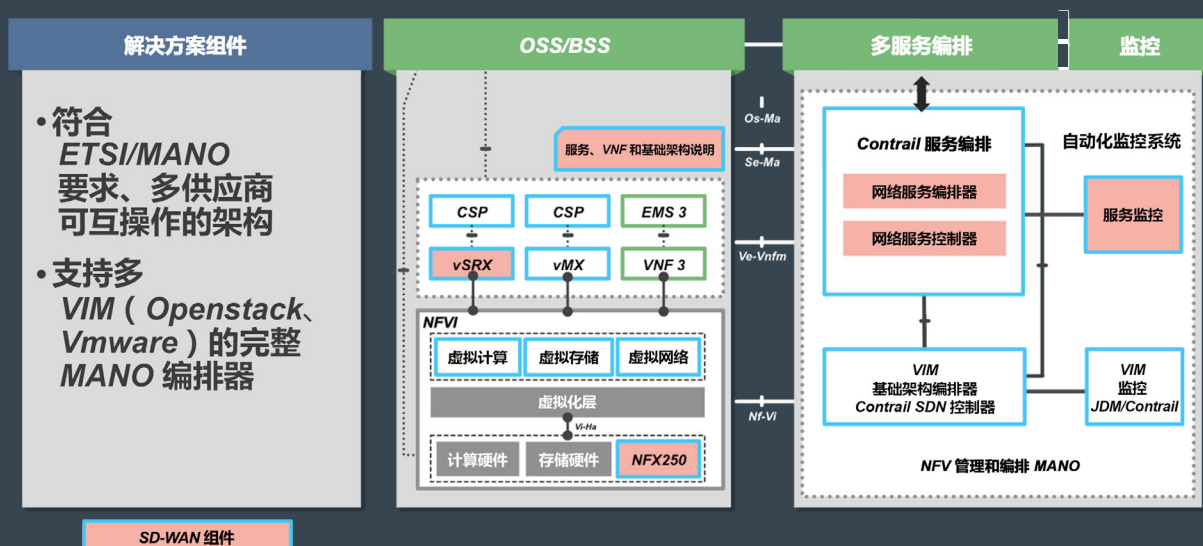 解决方案组件
•符合
ETSI/MANO
要求、多供应商
可互操作的架构
•支持多
VIM（Openstack、
Vmware）的完整
MANO 编排器
SD-WAN 组件
OSS/BSS
服务、VNF 和基础架构说明
CSP
CSP
EMS 3
vSRX
vMX
VNF 3
NFVI
虚拟计算
虚拟存储
虚拟网络
虚拟化层
Vi-Ha
计算硬件
存储硬件
NFX250
Os-Ma
Se-Ma
Ve-Vnfm
Nf-Vi
多服务编排
监控
Contrail 服务编排
网络服务编排器
网络服务控制器
自动化监控系统
服务监控
VIM
基础架构编排器
Contrail SDN 控制器
VIM
监控
JDM/Contrail
NFV 管理和编排 MANO